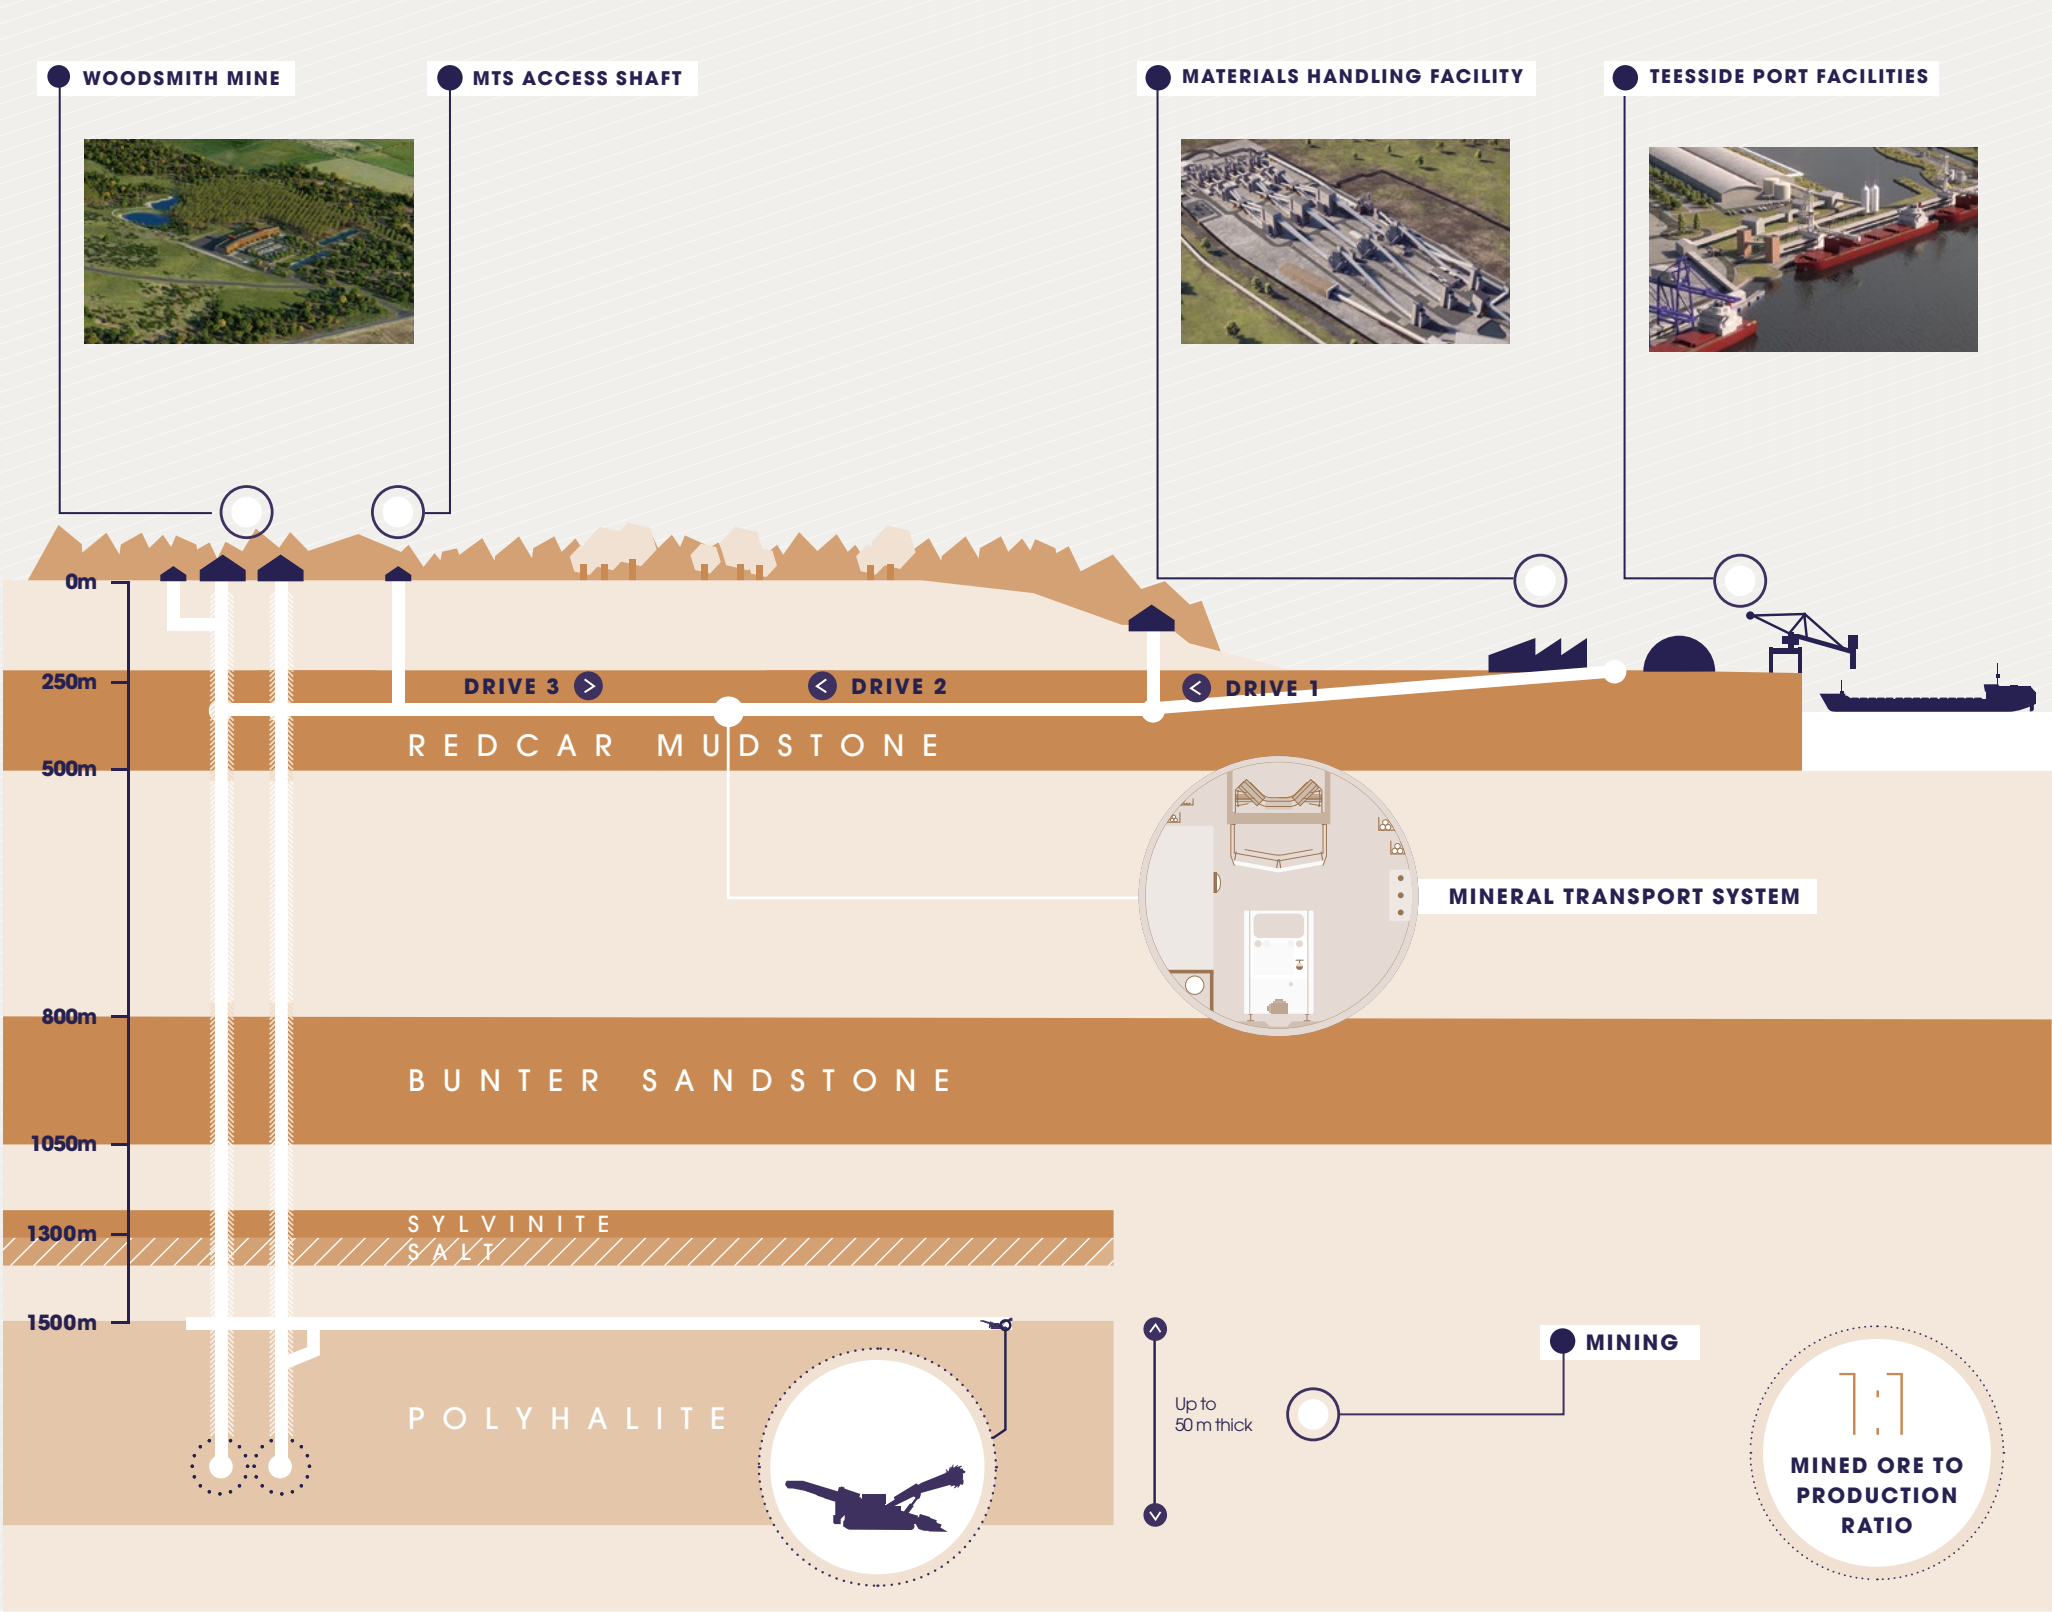 WOODSMITH MINE
MTS ACCESS SHAFT
MATERIALS HANDLING FACILITY
TEESSIDE PORT FACILITIES
0m
250m
DRIVE 3
DRIVE 2
DRIVE 1
REDCAR MUDSTONE
500m
MINERAL TRANSPORT SYSTEM
800m
BUNTER SANDSTONE
1050m
SYLVINITE
1300m
SALT
1500m
POLYHALITE
Up to
50 m thick
MINING
1:1
MINED ORE TO
PRODUCTION
RATIO